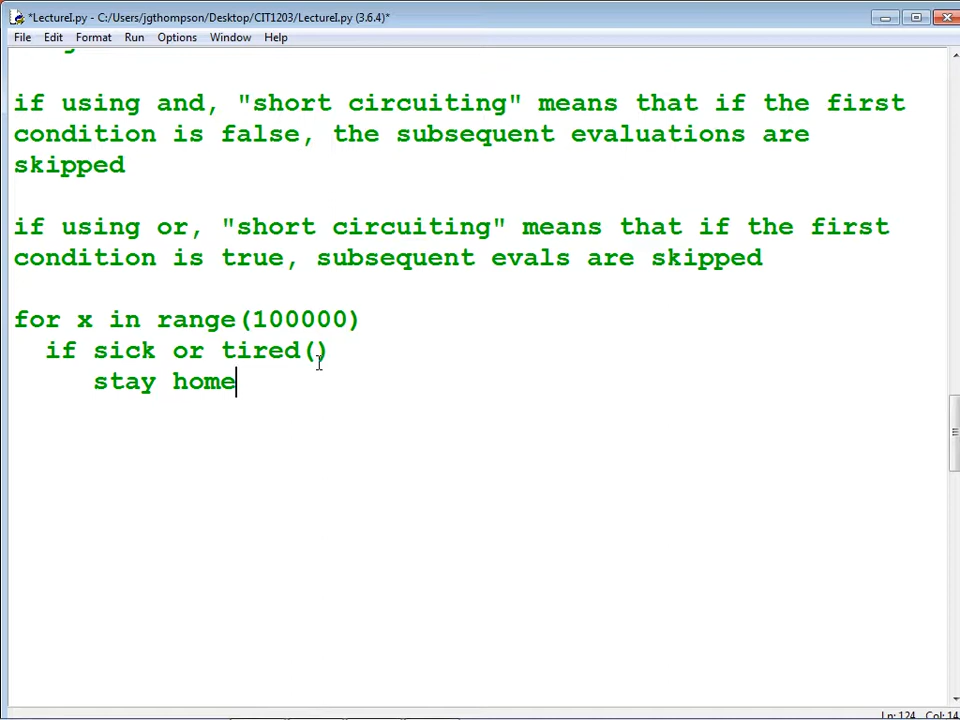 *LectureI.py - C:/Users/jgthompson/Desktop/CIT1203/LectureI.py (3.6.4)*
File Edit Format Run Options Window Help
if using and, "short circuiting" means that if the first
condition is false, the subsequent evaluations are
skipped
if using or, "short circuiting" means that if the first
condition is true, subsequent evals are skipped
for x in range(100000)
if sick or tired()
stay home
Ln: 124 Col: 14